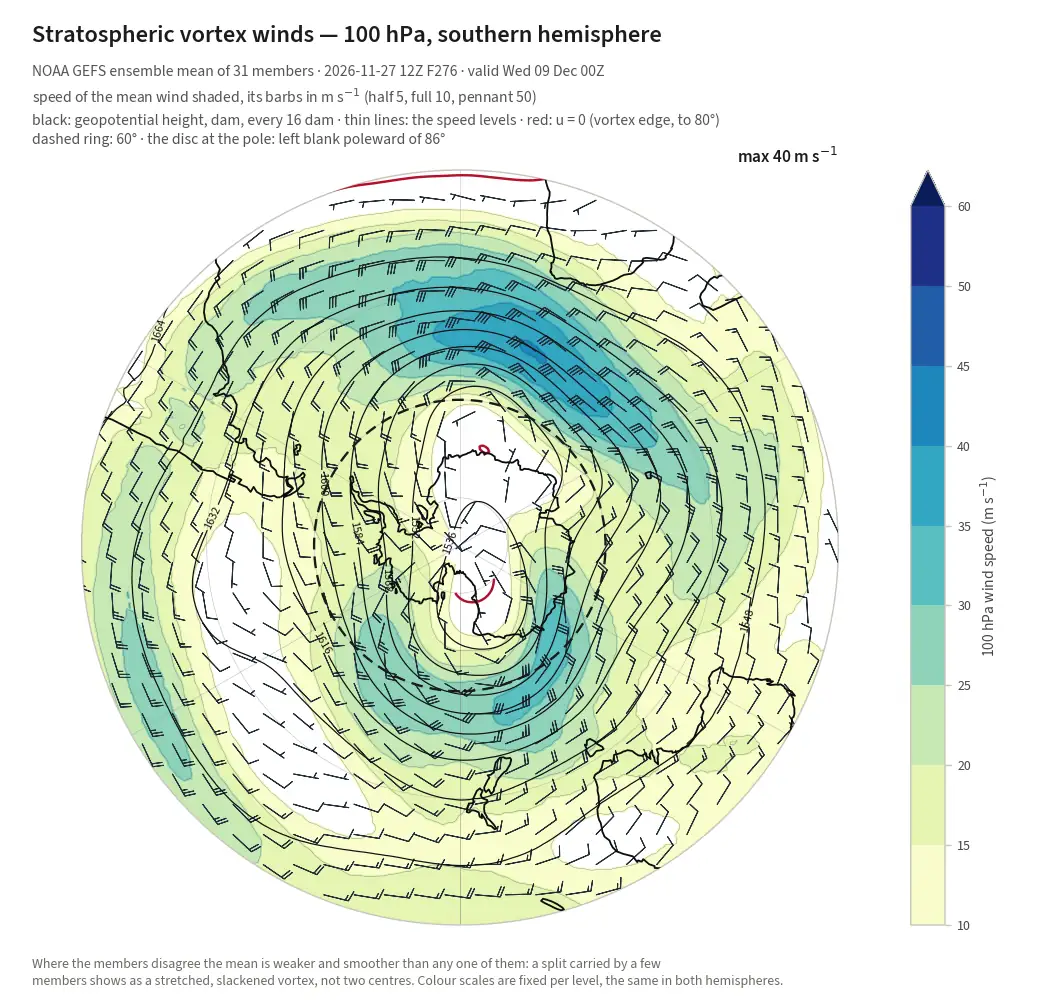 Stratospheric vortex winds — 100 hPa, southern hemisphere
NOAA GEFS ensemble mean of 31 members · 2026-11-27 12Z F276 · valid Wed 09 Dec 00Z
speed of the mean wind shaded, its barbs in m s⁻¹ (half 5, full 10, pennant 50)
black: geopotential height, dam, every 16 dam · thin lines: the speed levels · red: u = 0 (vortex edge, to 80°)
dashed ring: 60° · the disc at the pole: left blank poleward of 86°
max 40 m s⁻¹
60
50
45
40
35
30
25
20
15
10
100 hPa wind speed (m s⁻¹)
1664
1632
1600
1584
1536
1616
1648
Where the members disagree the mean is weaker and smoother than any one of them: a split carried by a few
members shows as a stretched, slackened vortex, not two centres. Colour scales are fixed per level, the same in both hemispheres.